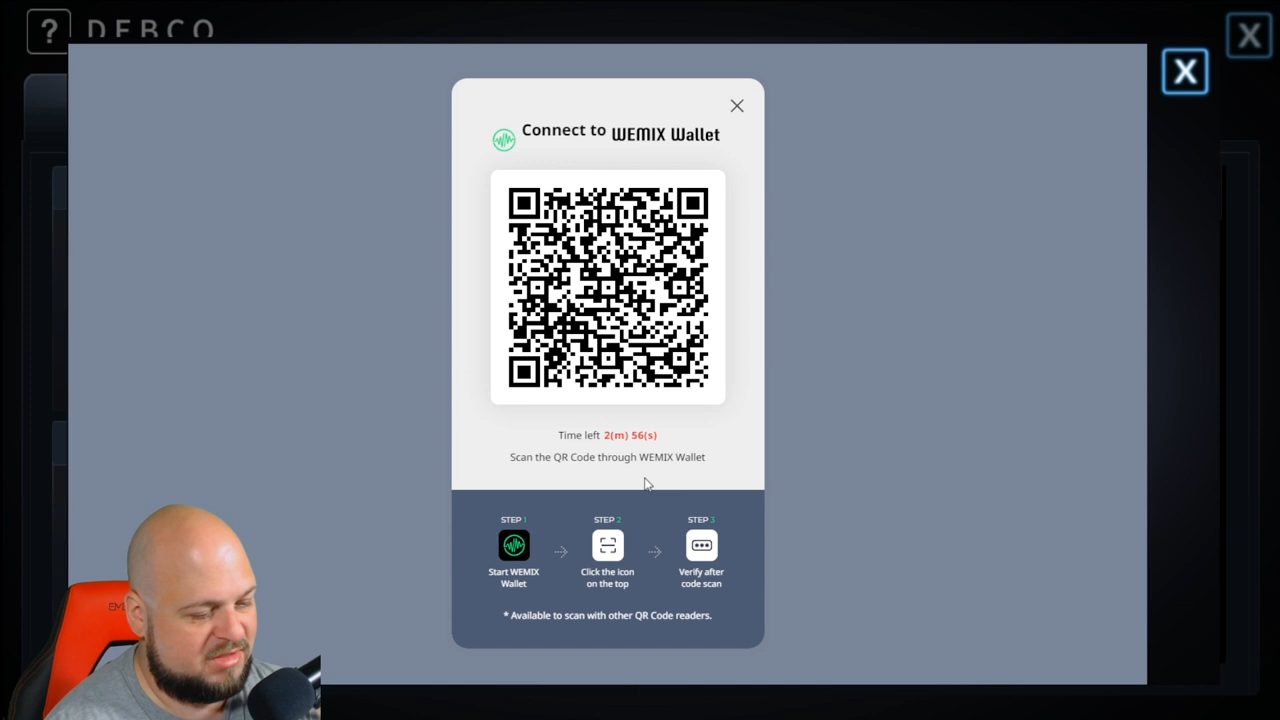 ?
DEBCO
X
X
Connect to WEMIX Wallet
Time left 2(m) 56(s)
Scan the QR Code through WEMIX Wallet
STEP 1
STEP 2
STEP 3
Start WEMIX
Wallet
Click the icon
on the top
Verify after
code scan
* Available to scan with other QR Code readers.